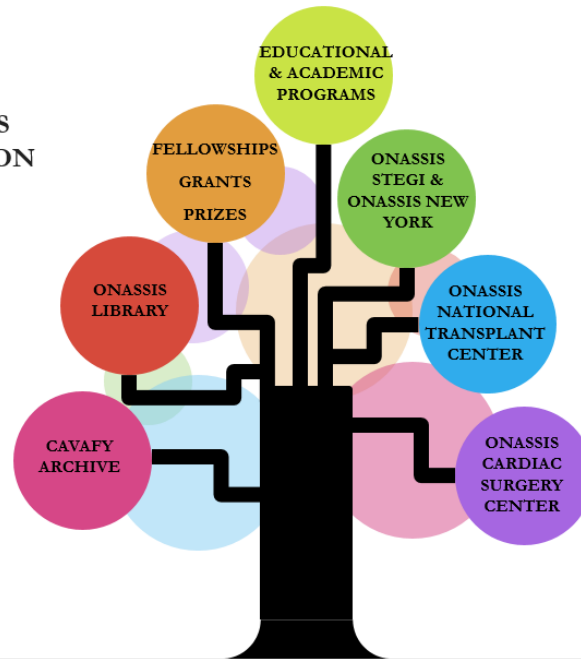 EDUCATIONAL
& ACADEMIC
PROGRAMS
FELLOWSHIPS
GRANTS
PRIZES
ONASSIS
STEGI &
ONASSIS NEW
YORK
ONASSIS
LIBRARY
ONASSIS
NATIONAL
TRANSPLANT
CENTER
CAVAFY
ARCHIVE
ONASSIS
CARDIAC
SURGERY
CENTER